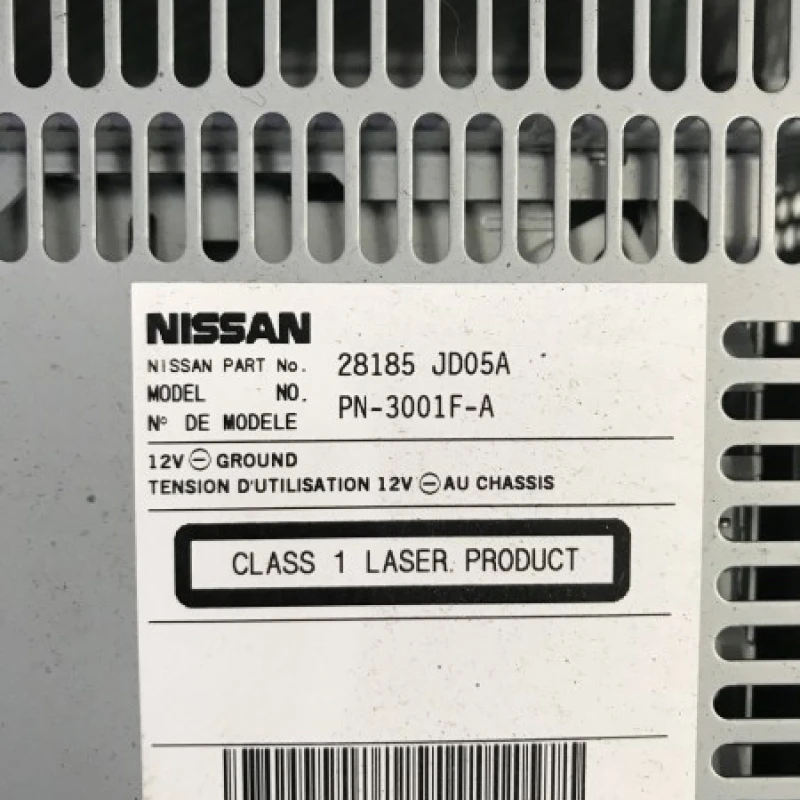 NISSAN
NISSAN PART No. 28185 JD05A
MODEL NO.
N° DE MODELE PN-3001F-A
12V ⊖ GROUND
TENSION D'UTILISATION 12V ⊖ AU CHASSIS
CLASS 1 LASER PRODUCT